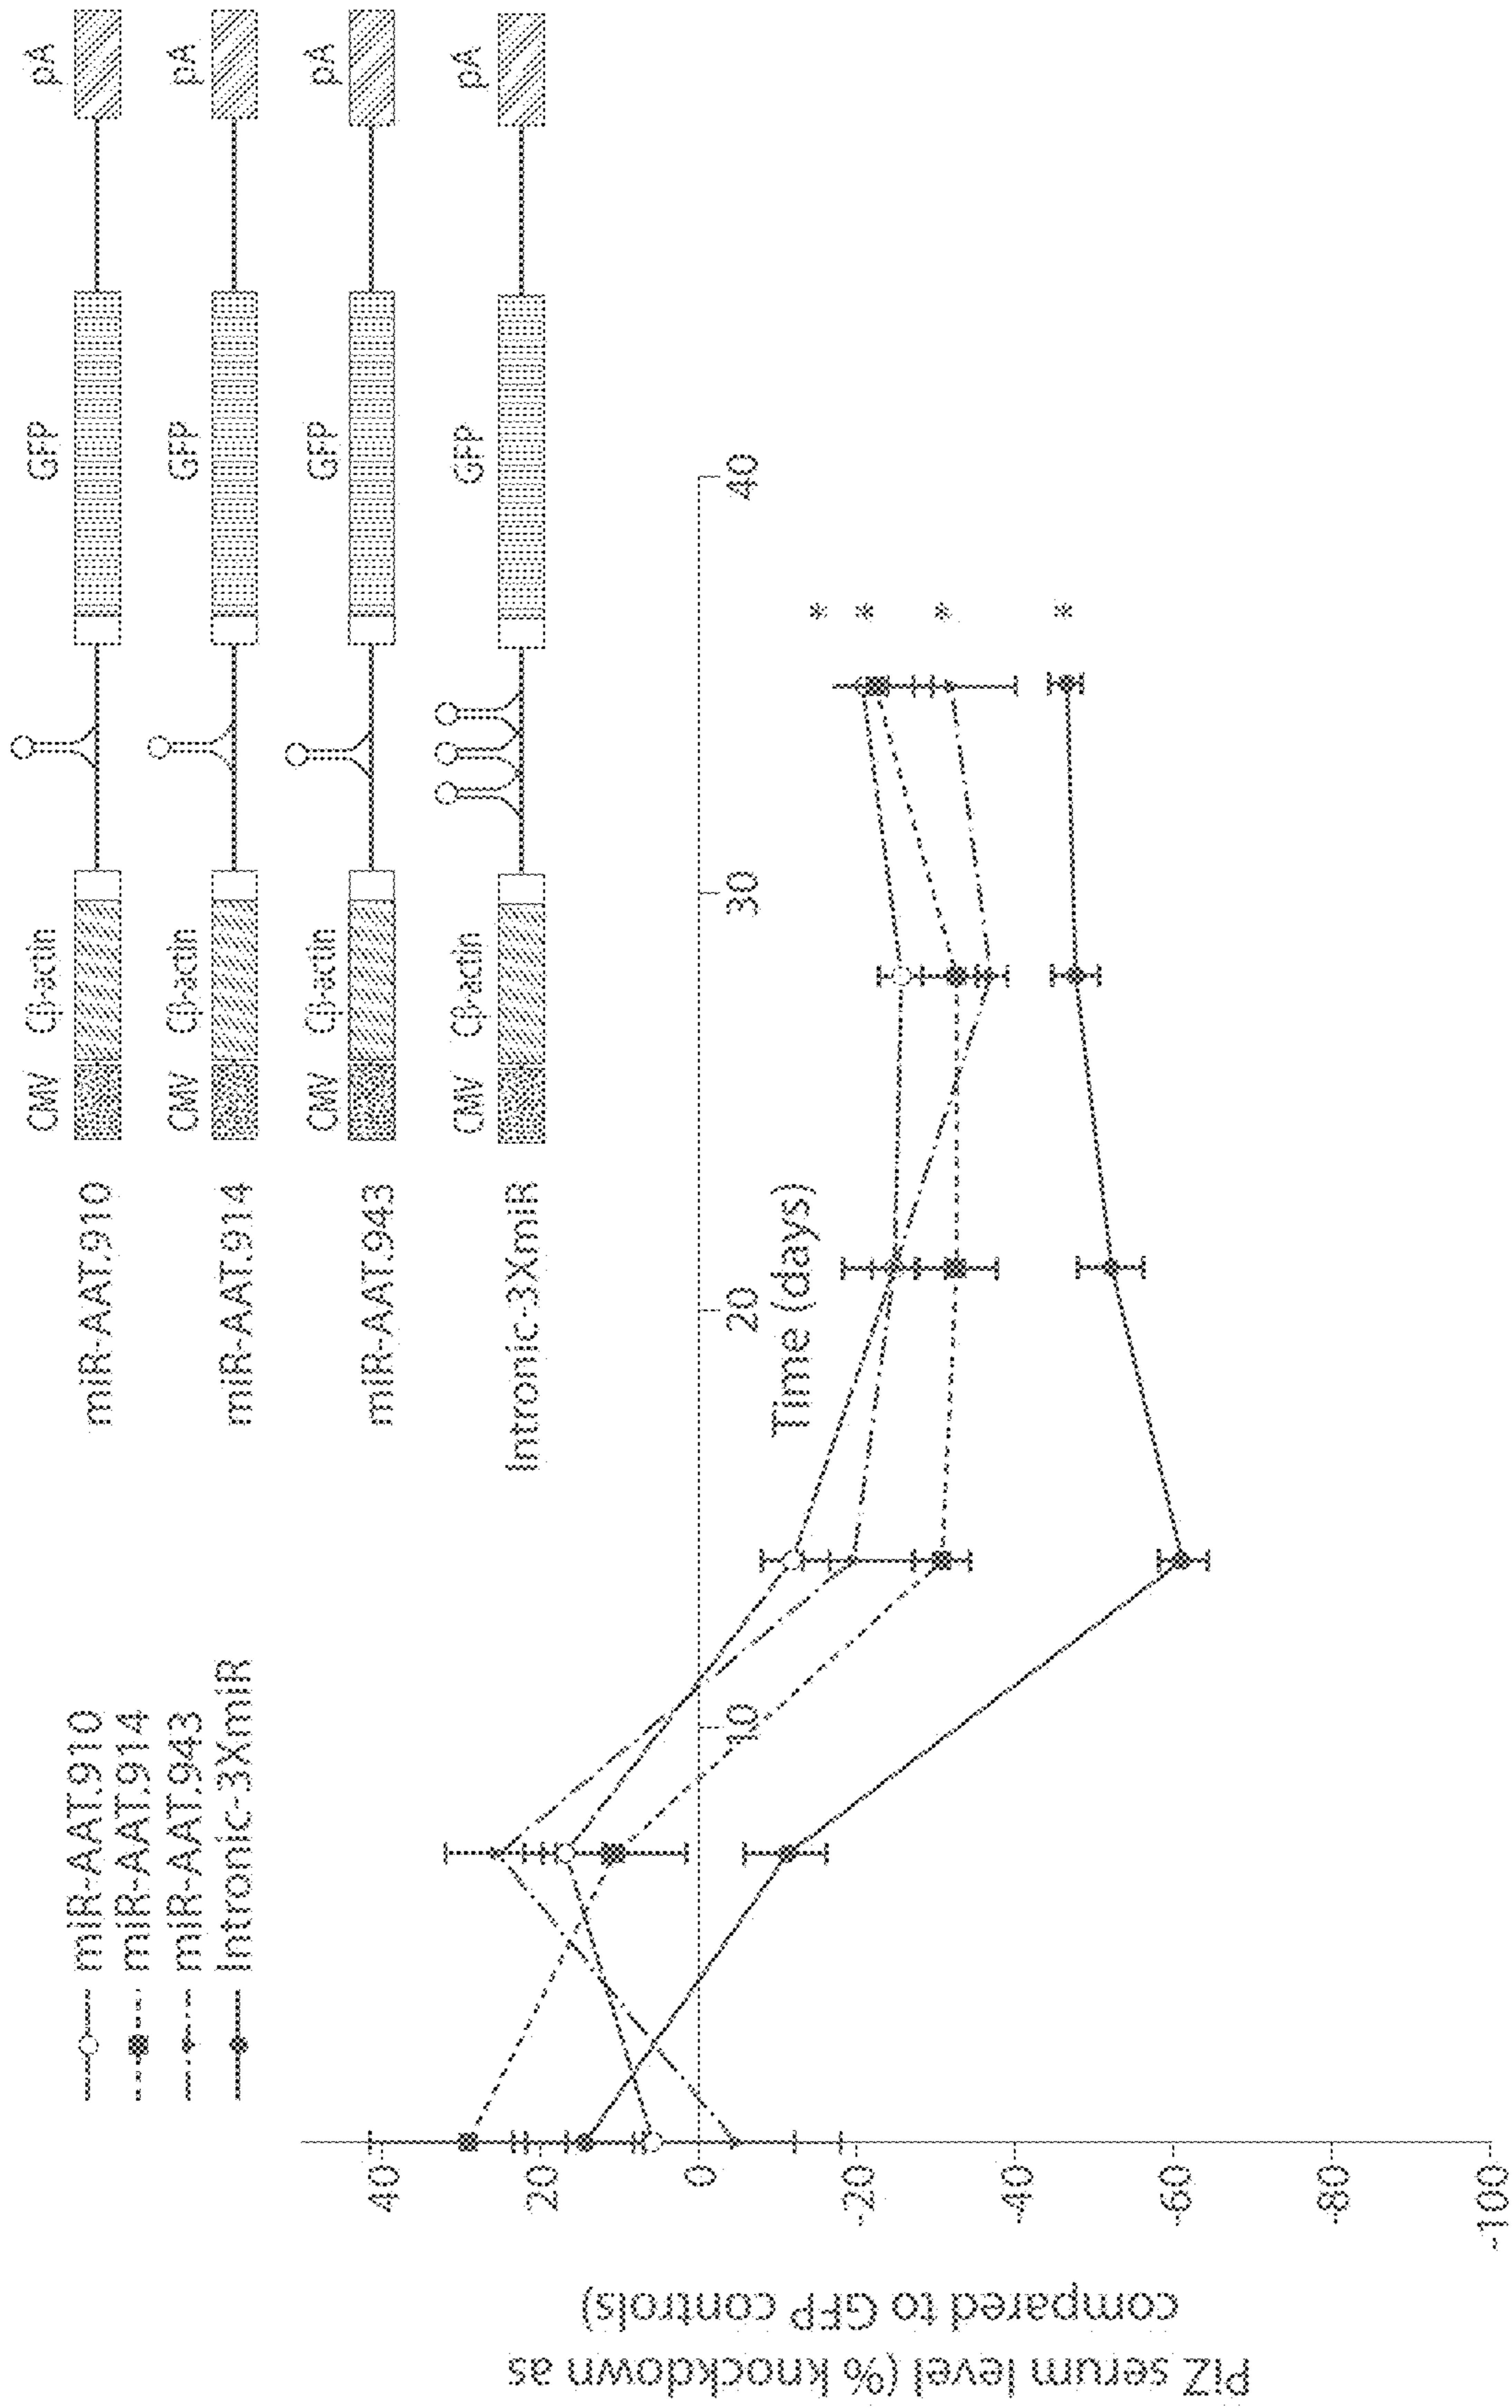 miR-AAT.910
miR-AAT.914
miR-AAT.943
Intronic-3XmiR
miR-AAT.910
CMV Cβ-actin GFP pA
miR-AAT.914
CMV Cβ-actin GFP pA
miR-AAT.943
CMV Cβ-actin GFP pA
Intronic-3XmiR
CMV Cβ-actin GFP pA
PiZ serum level (% knockdown as
compared to GFP controls)
40
20
0
-20
-40
-60
-80
-100
10
20
30
40
Time (days)
*
*
*
*